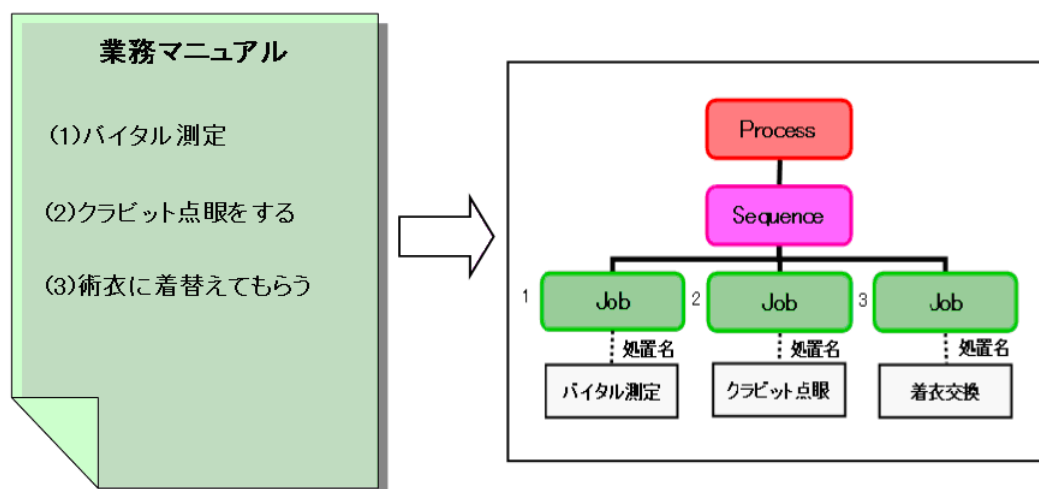 業務マニュアル
(1)バイタル測定
(2)クラビット点眼をする
(3)術衣に着替えてもらう
Process
Sequence
1 Job 2 Job 3 Job
処置名 処置名 処置名
バイタル測定 クラビット点眼 着衣交換